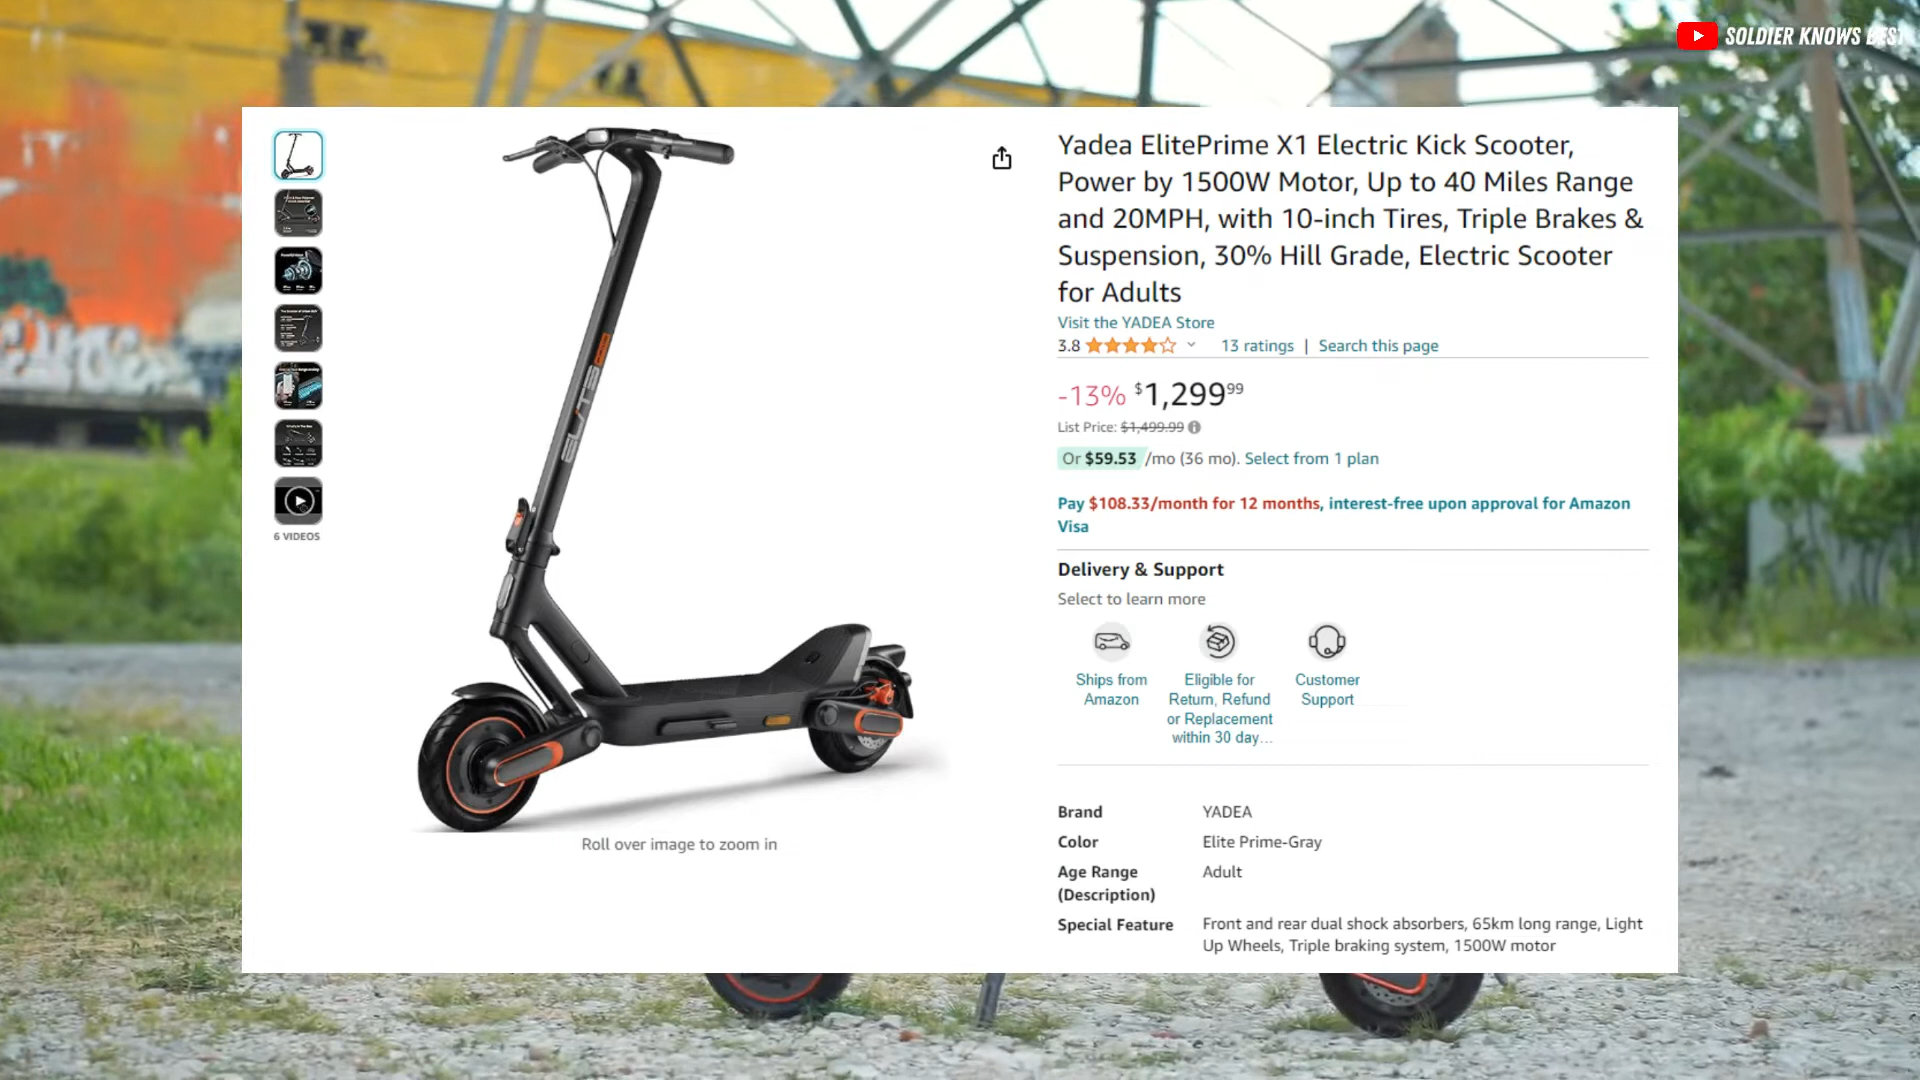 SOLDIER KNOWS BEST
Yadea ElitePrime X1 Electric Kick Scooter,
Power by 1500W Motor, Up to 40 Miles Range
and 20MPH, with 10-inch Tires, Triple Brakes &
Suspension, 30% Hill Grade, Electric Scooter
for Adults
Visit the YADEA Store
3.8 13 ratings | Search this page
-13% $1,29999
List Price: $1,499.99
Or $59.53 /mo (36 mo). Select from 1 plan
Pay $108.33/month for 12 months, interest-free upon approval for Amazon
Visa
Delivery & Support
Select to learn more
Ships from
Amazon
Eligible for
Return, Refund
or Replacement
within 30 day...
Customer
Support
Brand YADEA
Color Elite Prime-Gray
Age Range
(Description)
Adult
Special Feature Front and rear dual shock absorbers, 65km long range, Light
Up Wheels, Triple braking system, 1500W motor
6 VIDEOS
Roll over image to zoom in